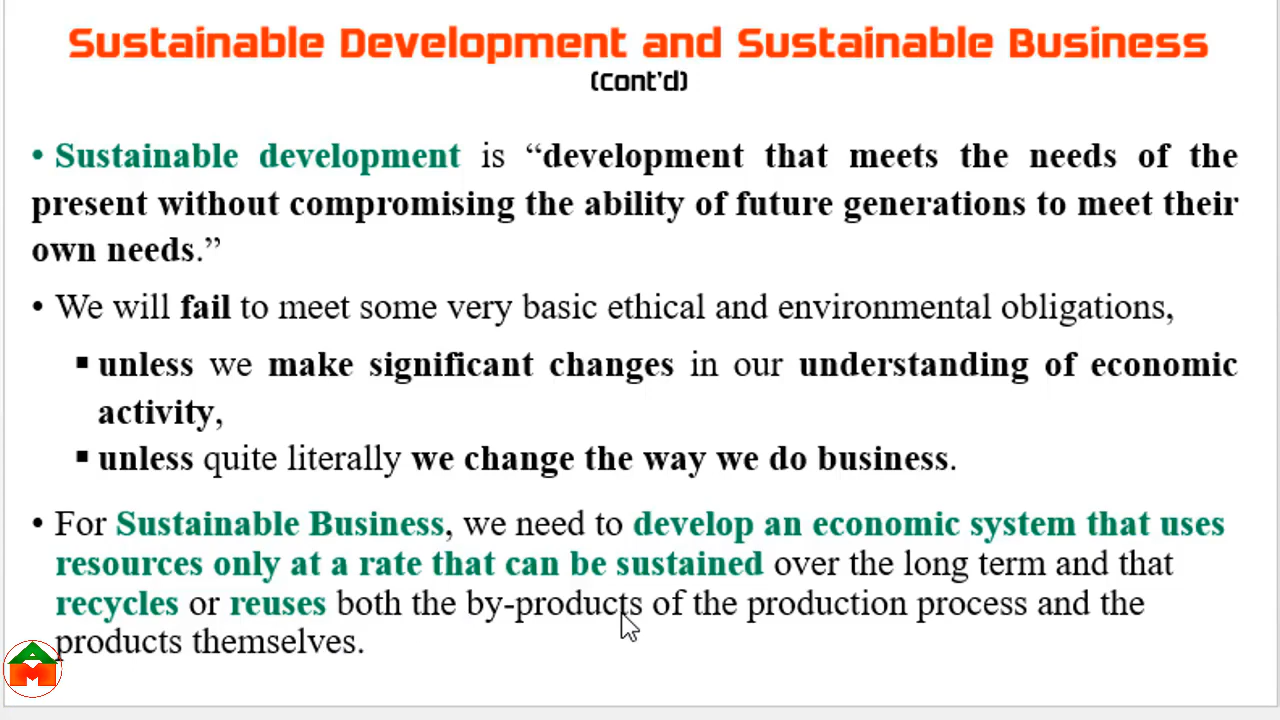 Sustainable Development and Sustainable Business
(Cont'd)
• Sustainable development is “development that meets the needs of the
present without compromising the ability of future generations to meet their
own needs.”
• We will fail to meet some very basic ethical and environmental obligations,
▪ unless we make significant changes in our understanding of economic
activity,
▪ unless quite literally we change the way we do business.
• For Sustainable Business, we need to develop an economic system that uses
resources only at a rate that can be sustained over the long term and that
recycles or reuses both the by-products of the production process and the
products themselves.
A
M